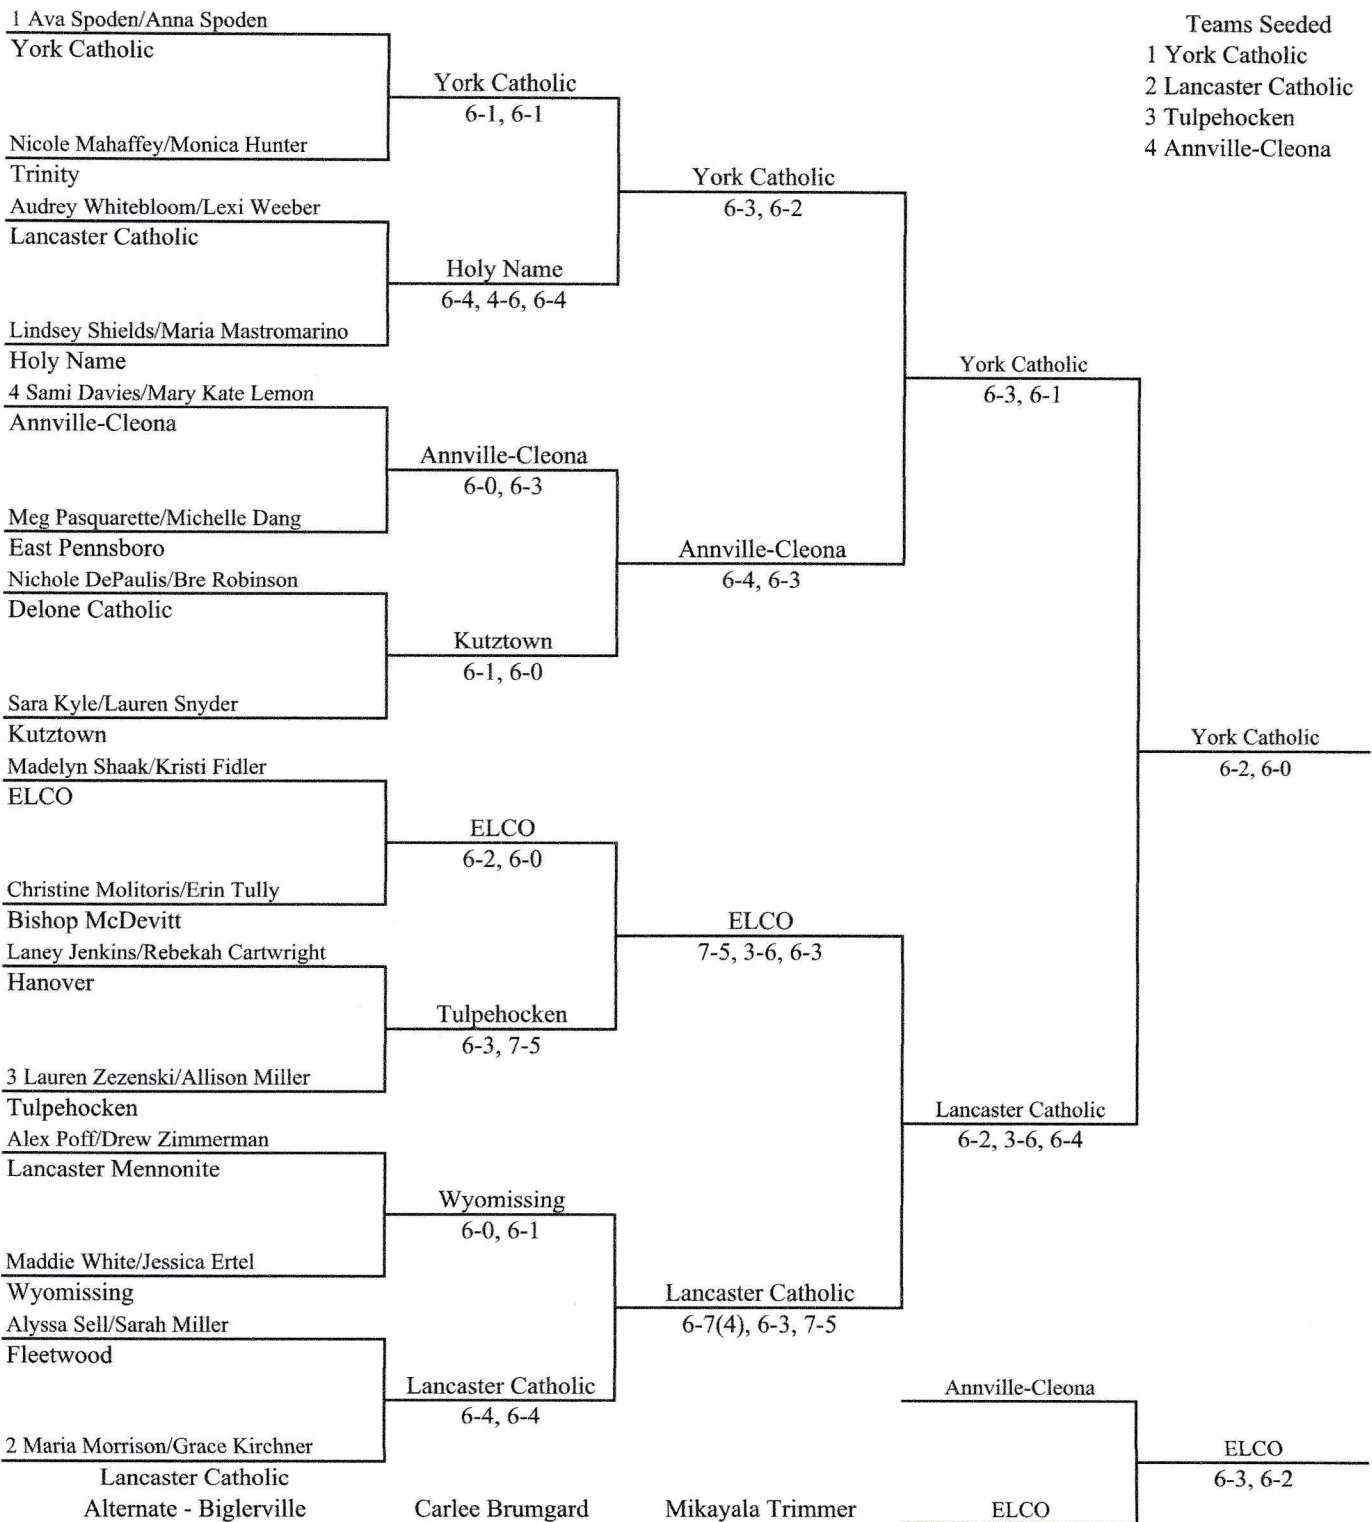 1 Ava Spoden/Anna Spoden
York Catholic
York Catholic
6-1, 6-1
Nicole Mahaffey/Monica Hunter
Trinity
York Catholic
6-3, 6-2
Audrey Whitebloom/Lexi Weeber
Lancaster Catholic
Holy Name
6-4, 4-6, 6-4
Lindsey Shields/Maria Mastromarino
Holy Name
York Catholic
6-3, 6-1
4 Sami Davies/Mary Kate Lemon
Annville-Cleona
Annville-Cleona
6-0, 6-3
Meg Pasquarette/Michelle Dang
East Pennsboro
Annville-Cleona
6-4, 6-3
Nichole DePaulis/Bre Robinson
Delone Catholic
Kutztown
6-1, 6-0
Sara Kyle/Lauren Snyder
Kutztown
York Catholic
6-2, 6-0
Madelyn Shaak/Kristi Fidler
ELCO
ELCO
6-2, 6-0
Christine Molitoris/Erin Tully
Bishop McDevitt
ELCO
7-5, 3-6, 6-3
Laney Jenkins/Rebekah Cartwright
Hanover
Tulpehocken
6-3, 7-5
3 Lauren Zezenski/Allison Miller
Tulpehocken
Lancaster Catholic
6-2, 3-6, 6-4
Alex Poff/Drew Zimmerman
Lancaster Mennonite
Wyomissing
6-0, 6-1
Maddie White/Jessica Ertel
Wyomissing
Lancaster Catholic
6-7(4), 6-3, 7-5
Alyssa Sell/Sarah Miller
Fleetwood
Lancaster Catholic
6-4, 6-4
2 Maria Morrison/Grace Kirchner
Lancaster Catholic
Alternate - Biglerville Carlee Brumgard Mikayala Trimmer
Annville-Cleona
ELCO
6-3, 6-2
ELCO
Teams Seeded
1 York Catholic
2 Lancaster Catholic
3 Tulpehocken
4 Annville-Cleona